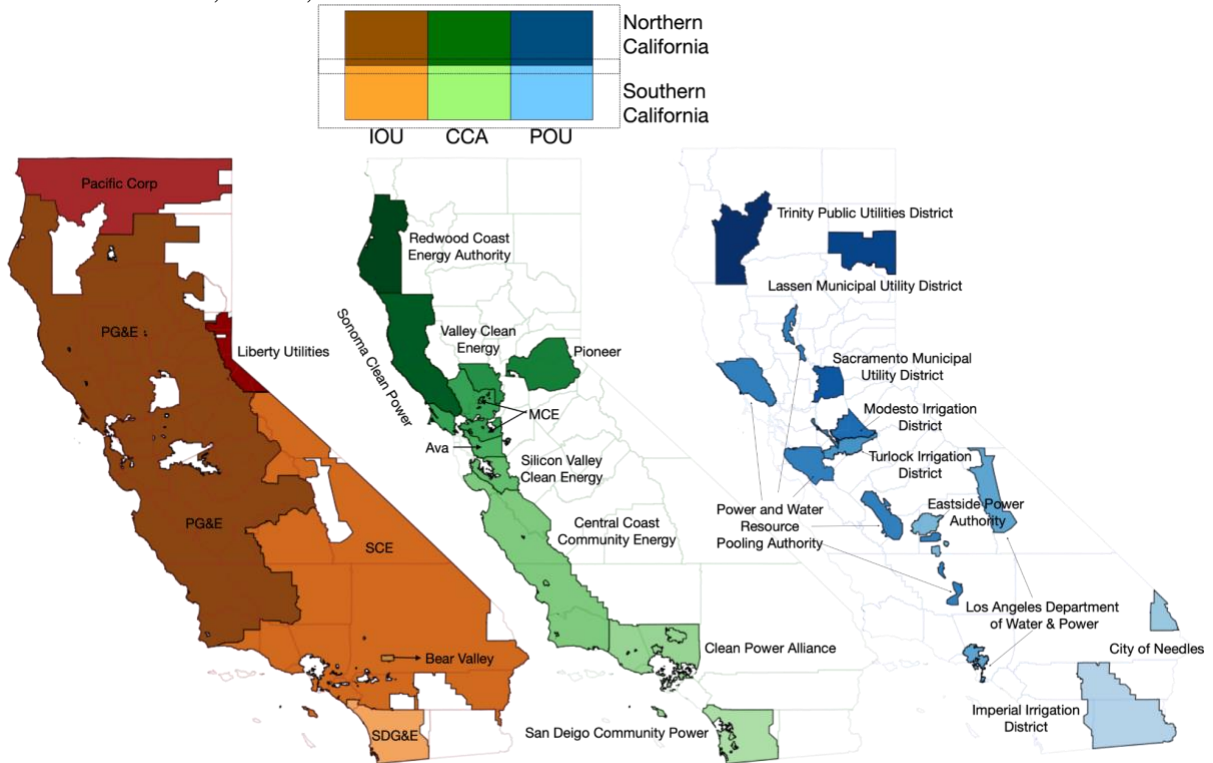 Northern
California
Southern
California
IOU CCA POU
Pacific Corp
PG&E
Liberty Utilities
PG&E
SCE
Bear Valley
SDG&E
Redwood Coast
Energy Authority
Sonoma Clean Power
Valley Clean
Energy
Pioneer
MCE
Ava
Silicon Valley
Clean Energy
Central Coast
Community Energy
Clean Power Alliance
San Deigo Community Power
Trinity Public Utilities District
Lassen Municipal Utility District
Sacramento Municipal
Utility District
Modesto Irrigation
District
Turlock Irrigation
District
Eastside Power
Authority
Power and Water
Resource
Pooling Authority
Los Angeles Department
of Water & Power
City of Needles
Imperial Irrigation
District